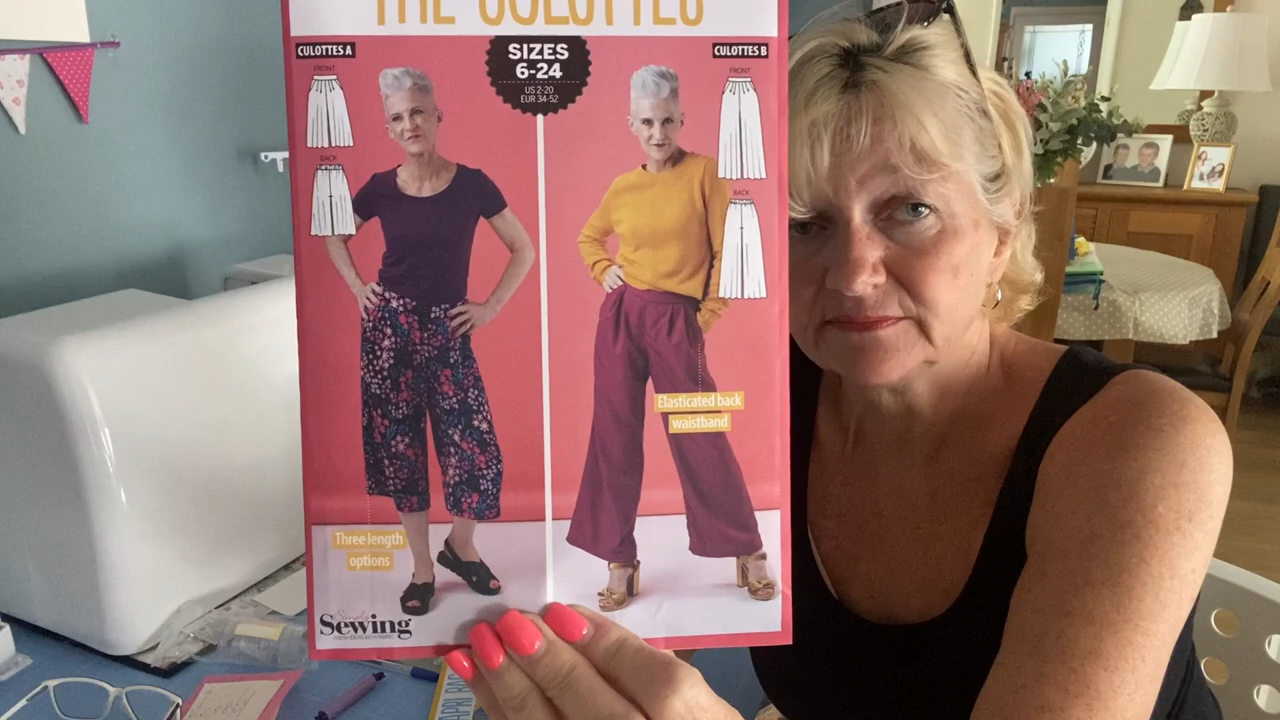 THE CULOTTES
CULOTTES A
FRONT
BACK
SIZES
6-24
US 2-20
EUR 34-52
CULOTTES B
FRONT
BACK
Elasticated back
waistband
Three length
options
Simply
Sewing